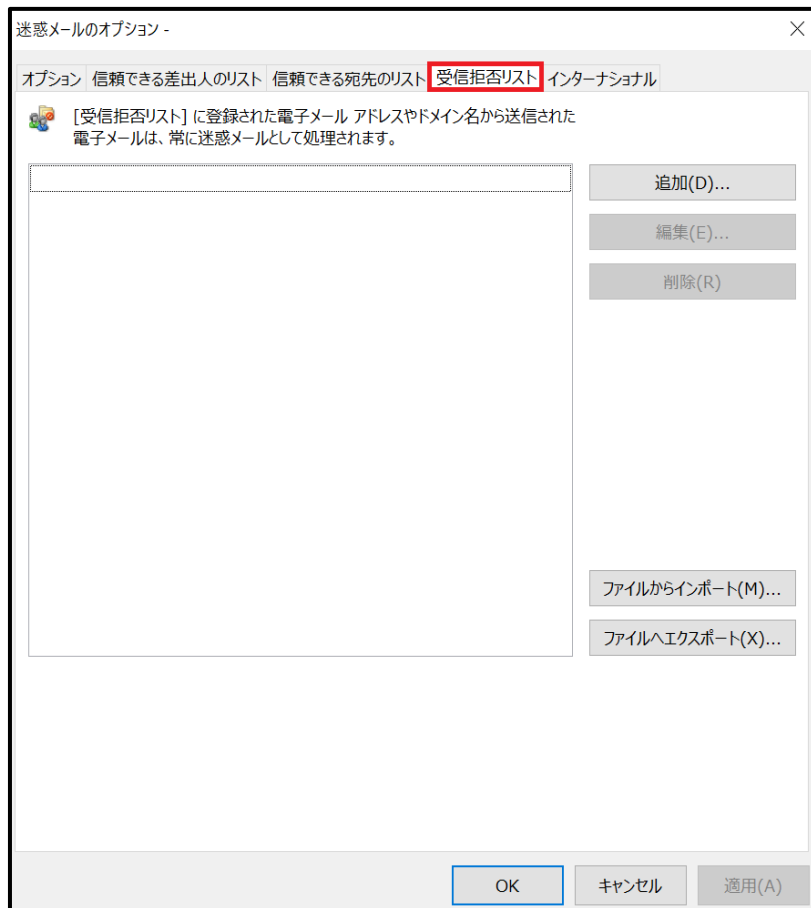 迷惑メールのオプション -
オプション 信頼できる差出人のリスト 信頼できる宛先のリスト 受信拒否リスト インターナショナル
[受信拒否リスト] に登録された電子メール アドレスやドメイン名から送信された
電子メールは、常に迷惑メールとして処理されます。
追加(D)...
編集(E)...
削除(R)
ファイルからインポート(M)...
ファイルへエクスポート(X)...
OK キャンセル 適用(A)